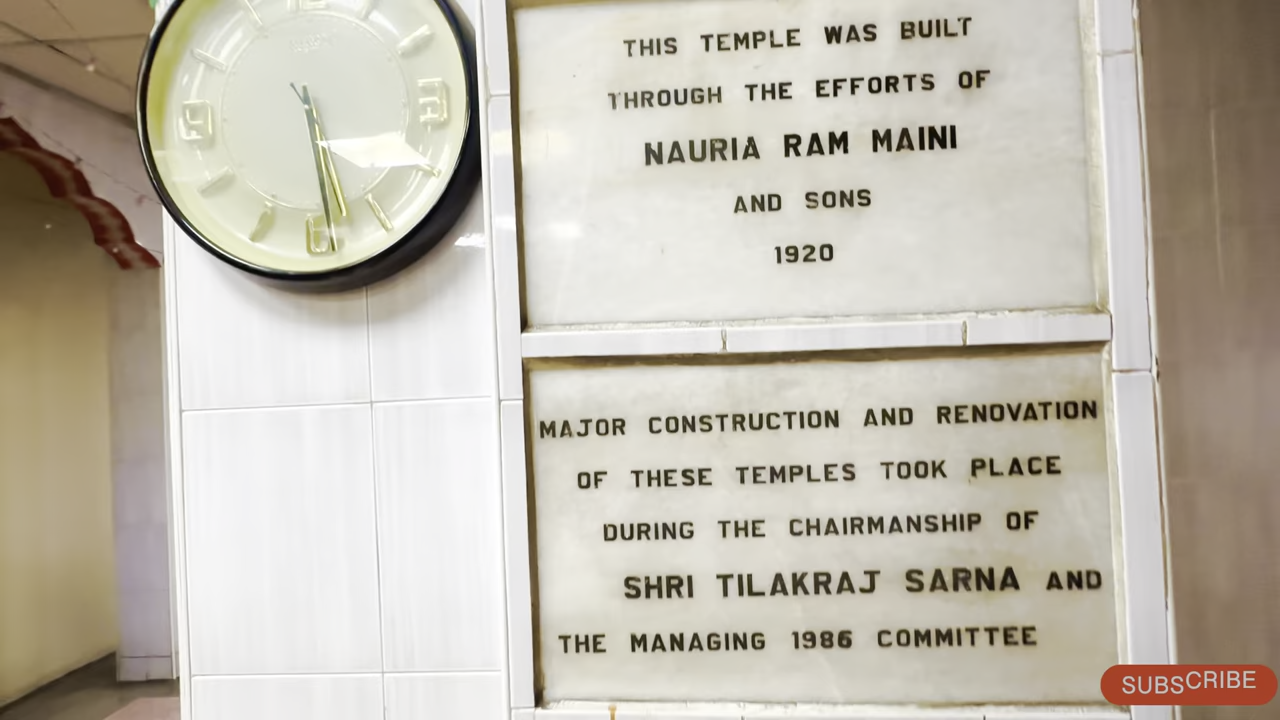 THIS TEMPLE WAS BUILT
THROUGH THE EFFORTS OF
NAURIA RAM MAINI
AND SONS
1920
MAJOR CONSTRUCTION AND RENOVATION
OF THESE TEMPLES TOOK PLACE
DURING THE CHAIRMANSHIP OF
SHRI TILAKRAJ SARNA AND
THE MANAGING 1986 COMMITTEE
SUBSCRIBE